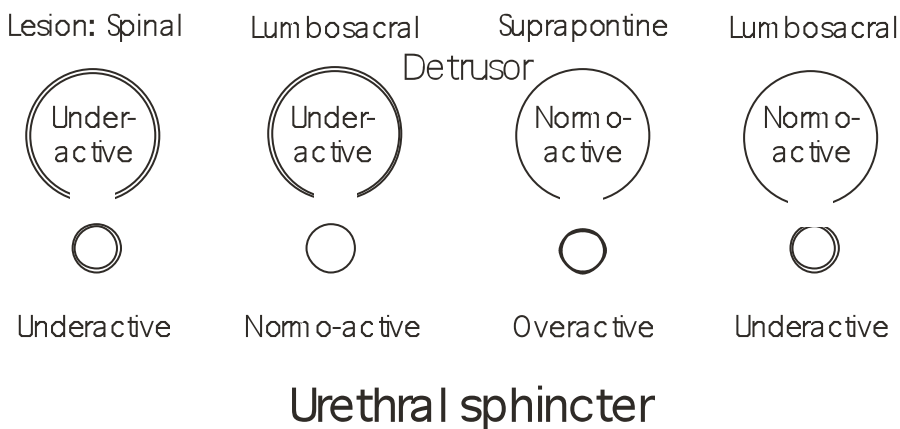 Lesion: Spinal Lumbosacral Suprapontine Lumbosacral
Detrusor
Under- Under- Normo- Normo-
active active active active
Underactive Normo-active Overactive Underactive
Urethral sphincter